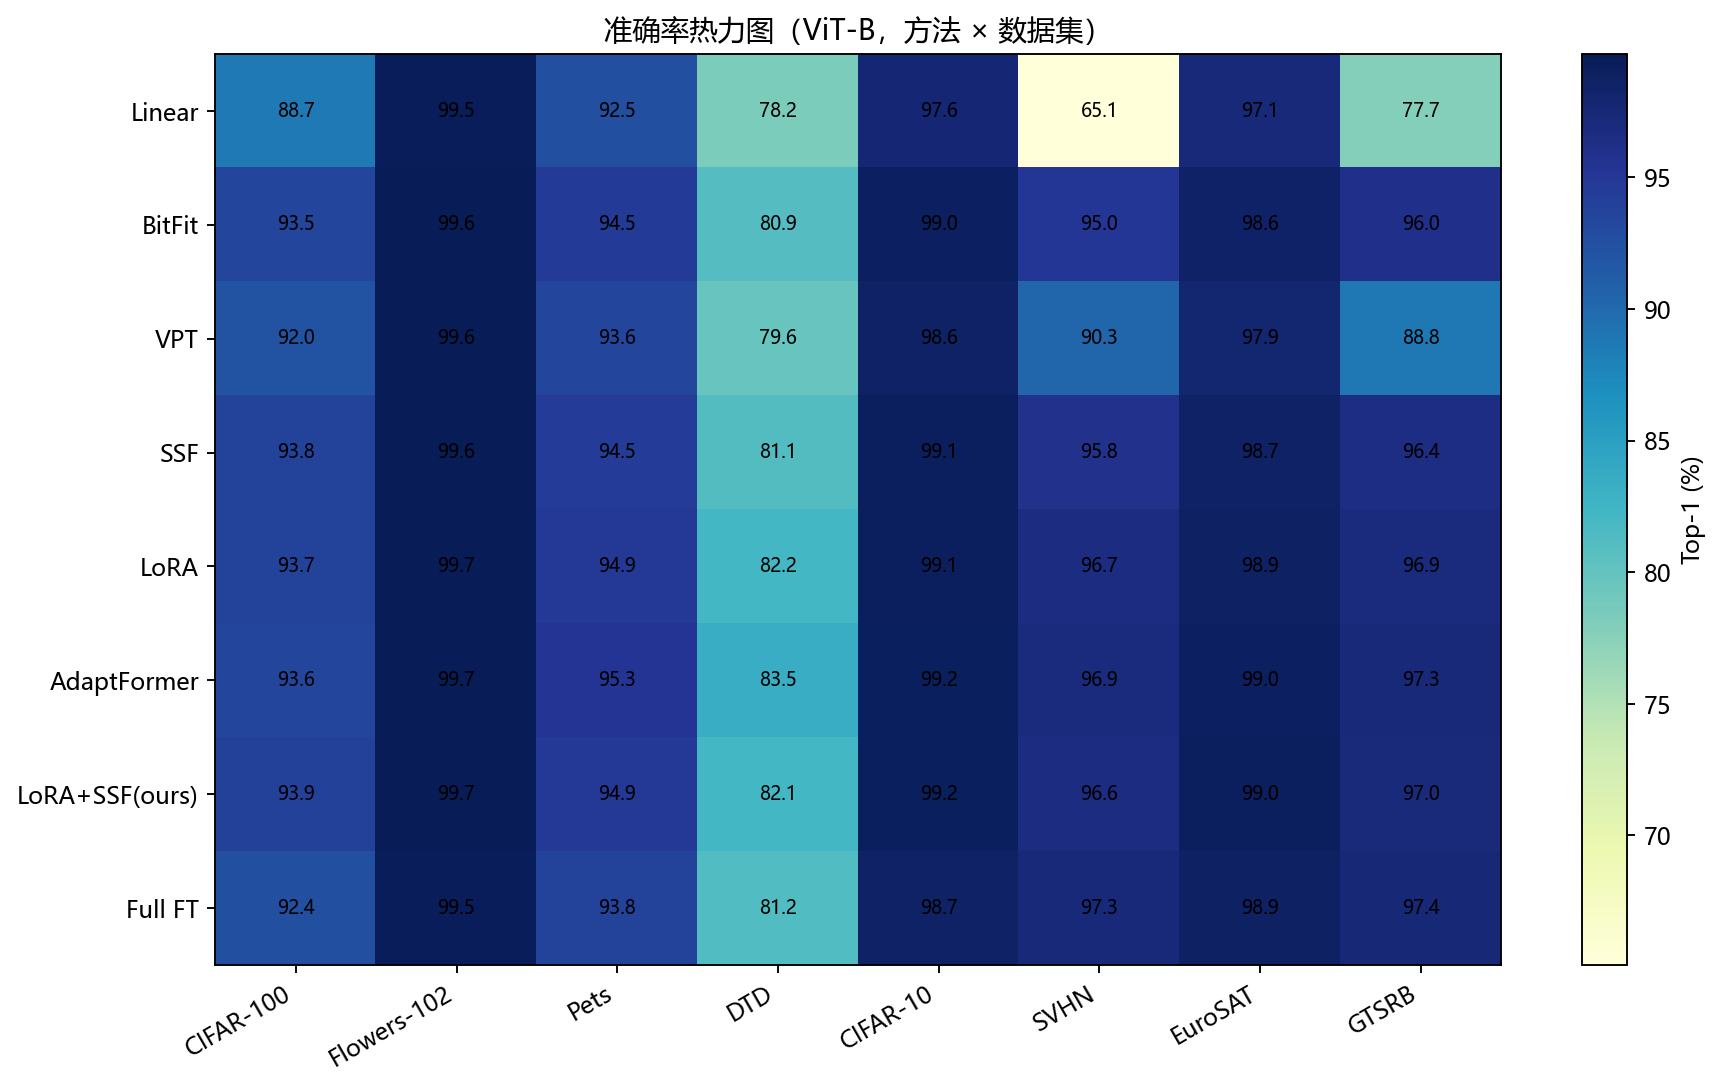 准确率热力图（ViT-B，方法 × 数据集）
Linear 88.7 99.5 92.5 78.2 97.6 65.1 97.1 77.7
BitFit 93.5 99.6 94.5 80.9 99.0 95.0 98.6 96.0
VPT 92.0 99.6 93.6 79.6 98.6 90.3 97.9 88.8
SSF 93.8 99.6 94.5 81.1 99.1 95.8 98.7 96.4
LoRA 93.7 99.7 94.9 82.2 99.1 96.7 98.9 96.9
AdaptFormer 93.6 99.7 95.3 83.5 99.2 96.9 99.0 97.3
LoRA+SSF(ours) 93.9 99.7 94.9 82.1 99.2 96.6 99.0 97.0
Full FT 92.4 99.5 93.8 81.2 98.7 97.3 98.9 97.4
CIFAR-100 Flowers-102 Pets DTD CIFAR-10 SVHN EuroSAT GTSRB
95
90
85
80
75
70
Top-1 (%)